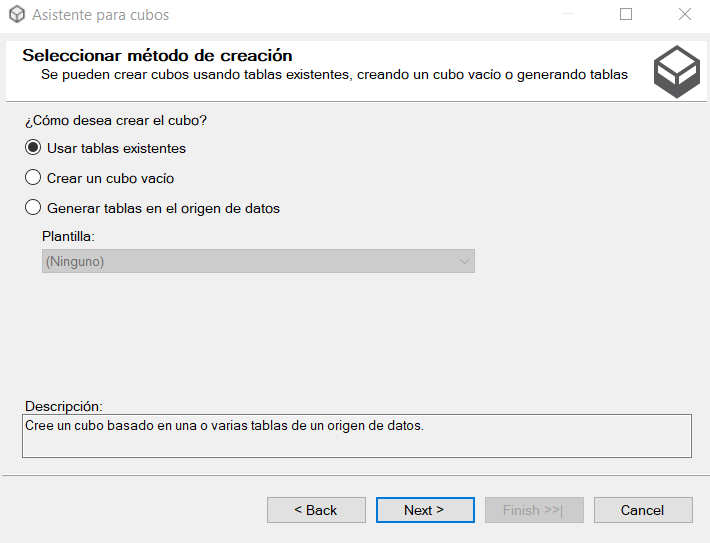 Asistente para cubos
Seleccionar método de creación
Se pueden crear cubos usando tablas existentes, creando un cubo vacío o generando tablas
¿Cómo desea crear el cubo?
Usar tablas existentes
Crear un cubo vacío
Generar tablas en el origen de datos
Plantilla:
(Ninguno)
Descripción:
Cree un cubo basado en una o varias tablas de un origen de datos.
< Back
Next >
Finish >>|
Cancel